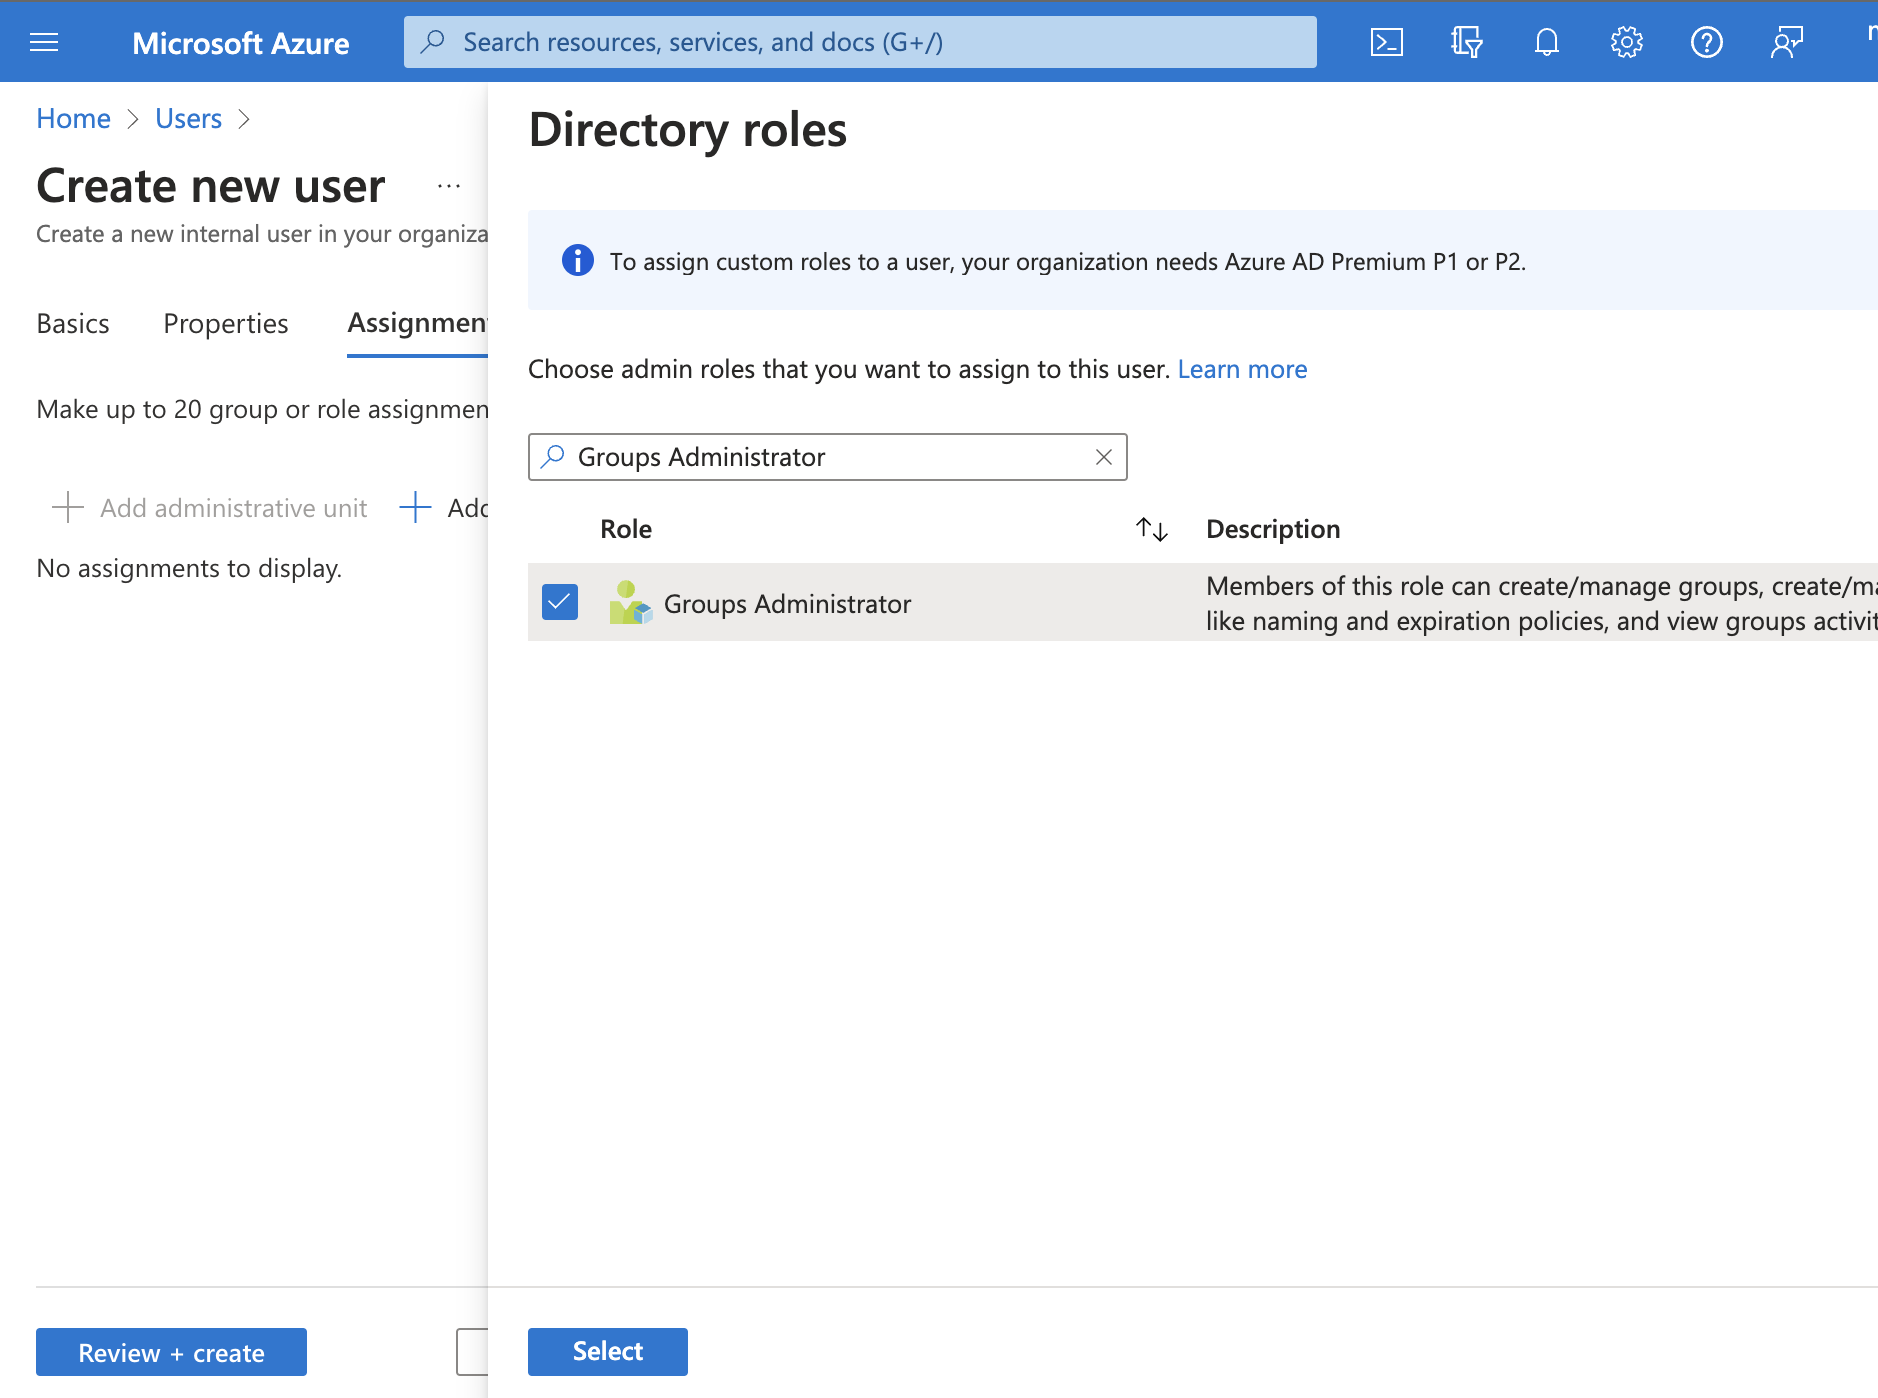 Microsoft Azure
Search resources, services, and docs (G+/)
Home
Users
Create new user
Create a new internal user in your organiza
Basics
Properties
Assignment
Make up to 20 group or role assignmen
Add administrative unit
Add
No assignments to display.
Review + create
Directory roles
To assign custom roles to a user, your organization needs Azure AD Premium P1 or P2.
Choose admin roles that you want to assign to this user. Learn more
Groups Administrator
Role
Description
Groups Administrator
Members of this role can create/manage groups, create/ma
like naming and expiration policies, and view groups activit
Select